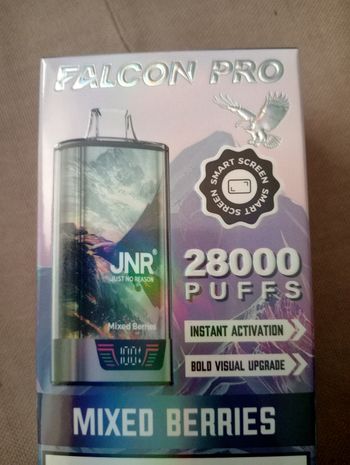 FALCON PRO
SMART SCREEN SMART SCREEN
JNR®
JUST NO REASON
Mixed Berries
100%
28000
PUFFS
INSTANT ACTIVATION
BOLD VISUAL UPGRADE
MIXED BERRIES